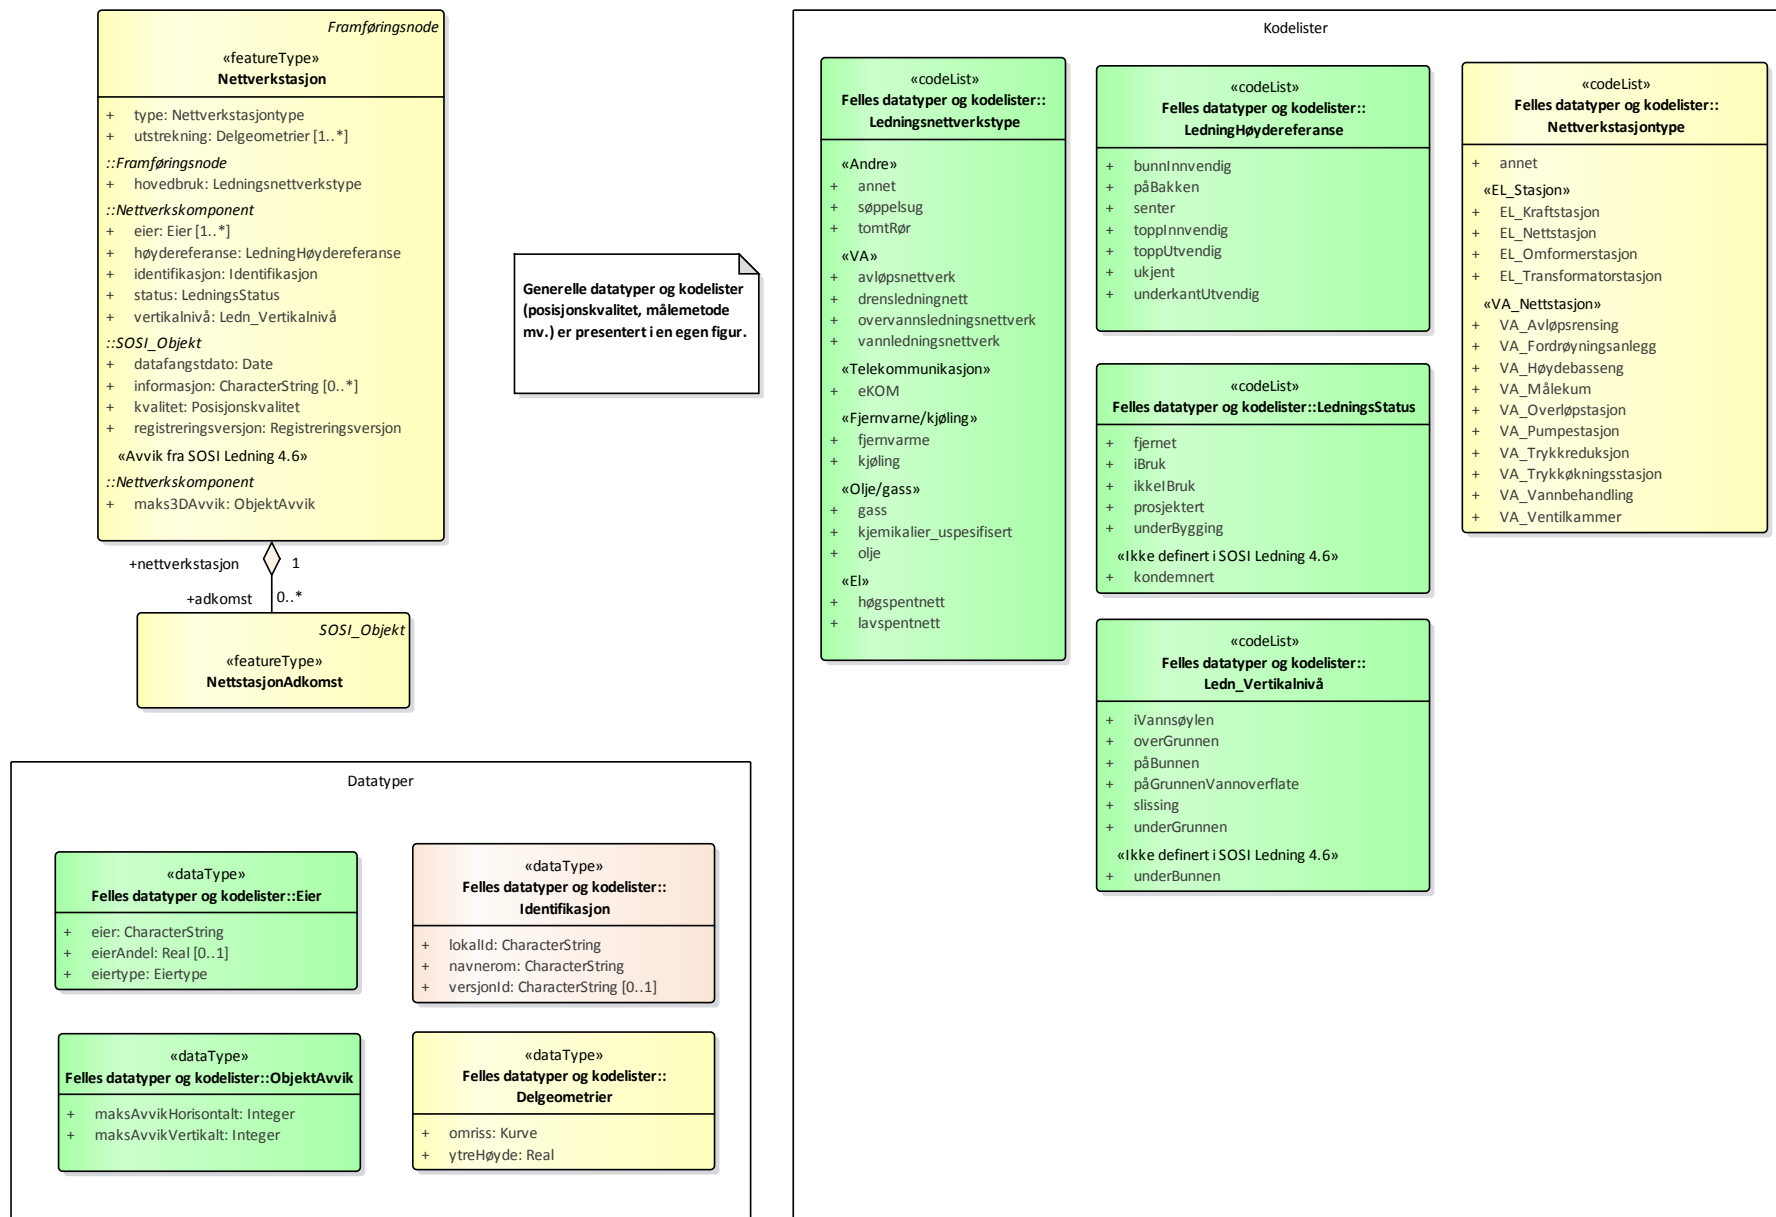 Framføringsnode
«featureType»
Nettverkstasjon
+ type: Nettverkstasjontype
+ utstrekning: Delgeometrier [1..*]
::Framføringsnode
+ hovedbruk: Ledningsnettverkstype
::Nettverkskomponent
+ eier: Eier [1..*]
+ høydereferanse: LedningHøydereferanse
+ identifikasjon: Identifikasjon
+ status: LedningsStatus
+ vertikalnivå: Ledn_Vertikalnivå
::SOSI_Objekt
+ datafangstdato: Date
+ informasjon: CharacterString [0..*]
+ kvalitet: Posisjonskvalitet
+ registreringsversjon: Registreringsversjon
«Avvik fra SOSI Ledning 4.6»
::Nettverkskomponent
+ maks3DAvvik: ObjektAvvik
+nettverkstasjon 1
+adkomst 0..*
SOSI_Objekt
«featureType»
NettstasjonAdkomst
Generelle datatyper og kodelister
(posisjonskvalitet, målemetode
mv.) er presentert i en egen figur.
Datatyper
«dataType»
Felles datatyper og kodelister::Eier
+ eier: CharacterString
+ eierAndel: Real [0..1]
+ eiertype: Eiertype
«dataType»
Felles datatyper og kodelister::
Identifikasjon
+ lokalId: CharacterString
+ navnerom: CharacterString
+ versjonId: CharacterString [0..1]
«dataType»
Felles datatyper og kodelister::ObjektAvvik
+ maksAvvikHorisontalt: Integer
+ maksAvvikVertikalt: Integer
«dataType»
Felles datatyper og kodelister::
Delgeometrier
+ omriss: Kurve
+ ytreHøyde: Real
Kodelister
«codeList»
Felles datatyper og kodelister::
Ledningsnettverkstype
«Andre»
+ annet
+ søppelsug
+ tomtRør
«VA»
+ avløpsnettverk
+ drensledningnett
+ overvannsledningsnettverk
+ vannledningsnettverk
«Telekommunikasjon»
+ eKOM
«Fjernvarne/kjøling»
+ fjernvarme
+ kjøling
«Olje/gass»
+ gass
+ kjemikalier_uspesifisert
+ olje
«El»
+ høgspentnett
+ lavspentnett
«codeList»
Felles datatyper og kodelister::
LedningHøydereferanse
+ bunnInnvendig
+ påBakken
+ senter
+ toppInnvendig
+ toppUtvendig
+ ukjent
+ underkantUtvendig
«codeList»
Felles datatyper og kodelister::LedningsStatus
+ fjernet
+ iBruk
+ ikkeIBruk
+ prosjektert
+ underBygging
«Ikke definert i SOSI Ledning 4.6»
+ kondemnert
«codeList»
Felles datatyper og kodelister::
Ledn_Vertikalnivå
+ iVannsøylen
+ overGrunnen
+ påBunnen
+ påGrunnenVannoverflate
+ slissing
+ underGrunnen
«Ikke definert i SOSI Ledning 4.6»
+ underBunnen
«codeList»
Felles datatyper og kodelister::
Nettverkstasjontype
+ annet
«EL_Stasjon»
+ EL_Kraftstasjon
+ EL_Nettstasjon
+ EL_Omformerstasjon
+ EL_Transformatorstasjon
«VA_Nettstasjon»
+ VA_Avløpsrensing
+ VA_Fordrøyningsanlegg
+ VA_Høydebasseng
+ VA_Målekum
+ VA_Overløpstasjon
+ VA_Pumpestasjon
+ VA_Trykkreduksjon
+ VA_Trykkøkningsstasjon
+ VA_Vannbehandling
+ VA_Ventilkammer